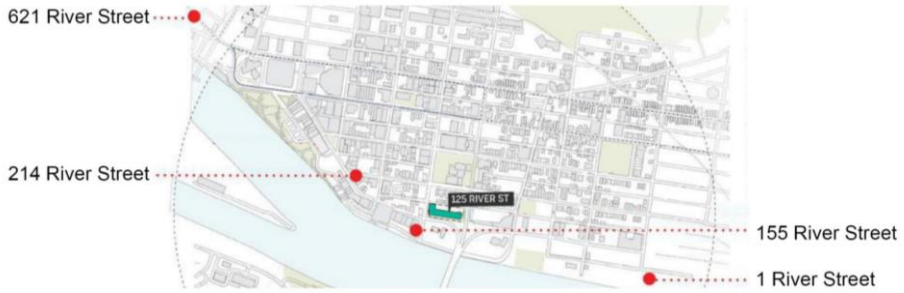 621 River Street
214 River Street
125 RIVER ST
155 River Street
1 River Street